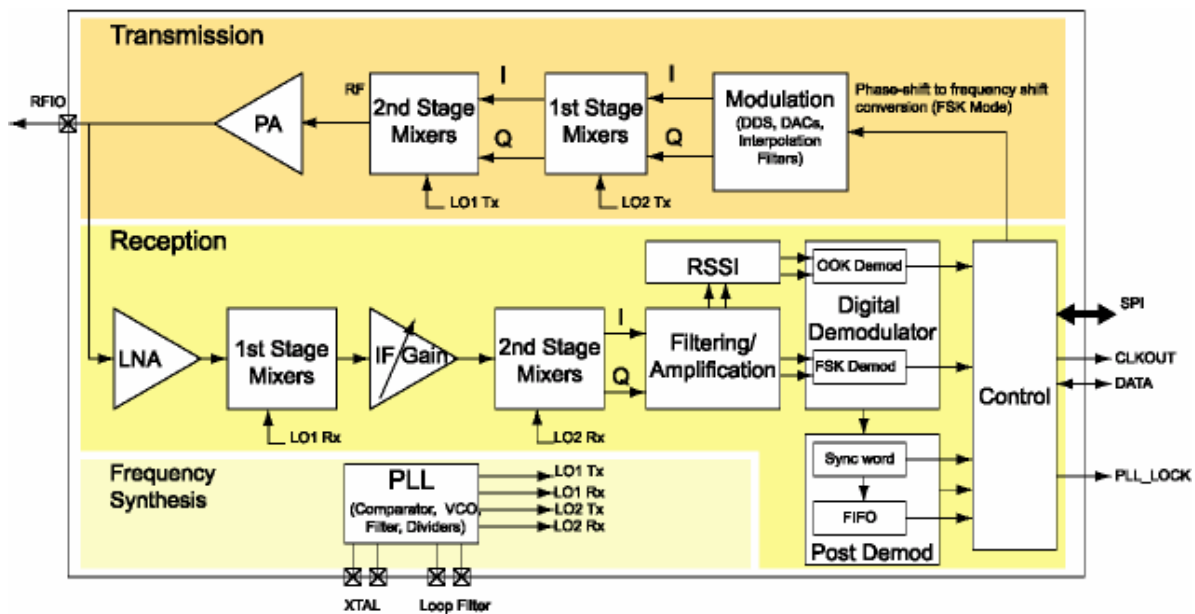 Transmission
RFIO
PA
RF
2nd Stage
Mixers
LO1 Tx
I
Q
1st Stage
Mixers
LO2 Tx
I
Q
Modulation
(DDS, DACs,
Interpolation
Filters)
Phase-shift to frequency shift
conversion (FSK Mode)
Reception
LNA
1st Stage
Mixers
LO1 Rx
IF Gain
2nd Stage
Mixers
LO2 Rx
I
Q
RSSI
Filtering/
Amplification
OOK Demod
Digital
Demodulator
FSK Demod
Sync word
FIFO
Post Demod
Control
SPI
CLKOUT
DATA
PLL_LOCK
Frequency
Synthesis
PLL
(Comparator, VCO,
Filter, Dividers)
LO1 Tx
LO1 Rx
LO2 Tx
LO2 Rx
XTAL
Loop Filter